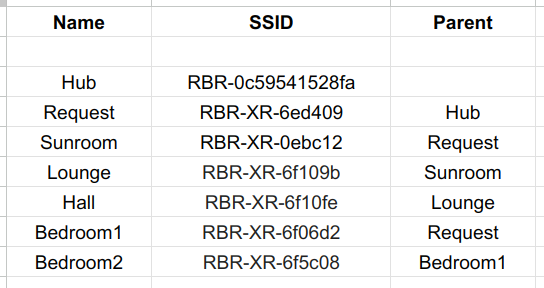 Name SSID Parent
Hub RBR-0c59541528fa
Request RBR-XR-6ed409 Hub
Sunroom RBR-XR-0ebc12 Request
Lounge RBR-XR-6f109b Sunroom
Hall RBR-XR-6f10fe Lounge
Bedroom1 RBR-XR-6f06d2 Request
Bedroom2 RBR-XR-6f5c08 Bedroom1